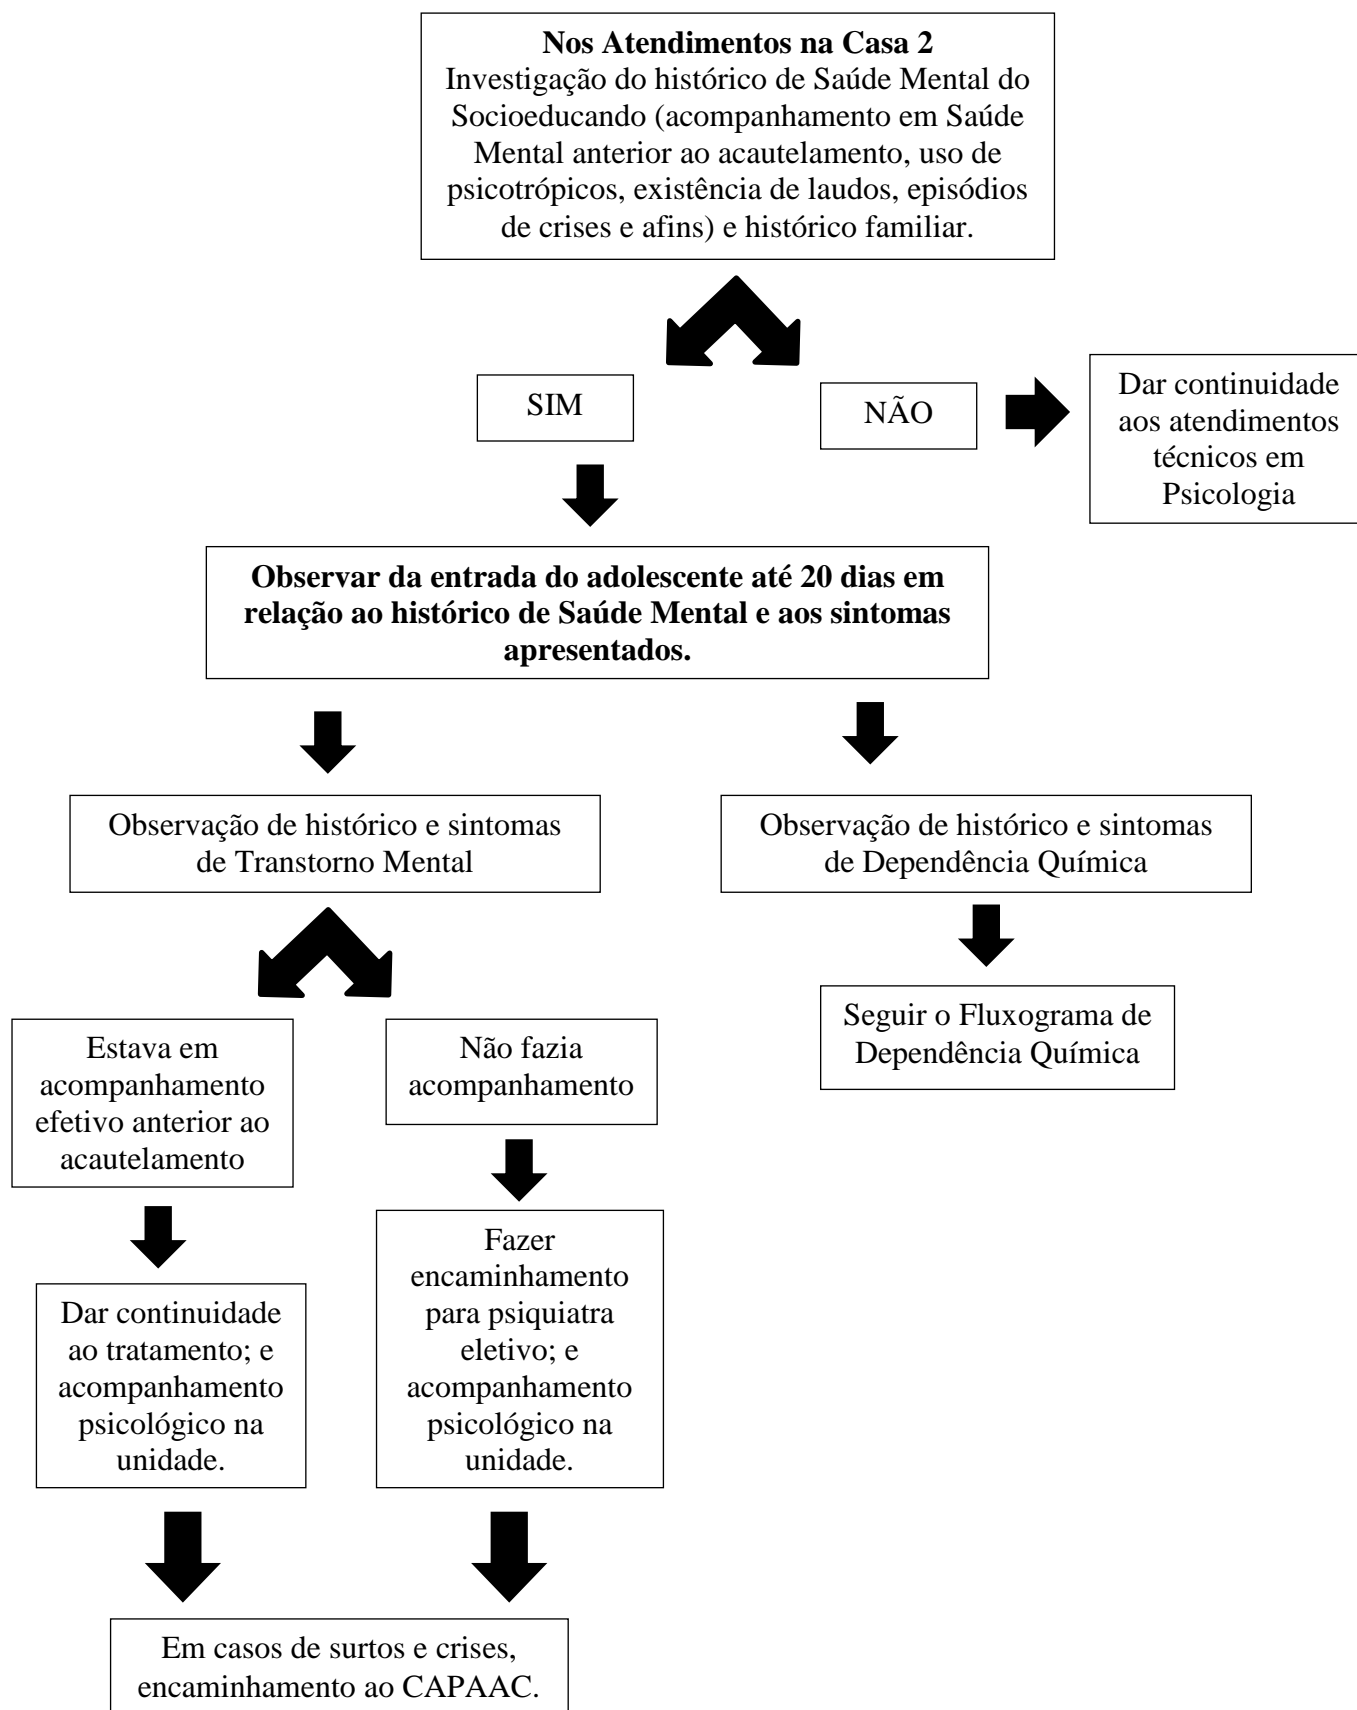 Nos Atendimentos na Casa 2
Investigação do histórico de Saúde Mental do
Socioeducando (acompanhamento em Saúde
Mental anterior ao acautelamento, uso de
psicotrópicos, existência de laudos, episódios
de crises e afins) e histórico familiar.
SIM
NÃO
Dar continuidade
aos atendimentos
técnicos em
Psicologia
Observar da entrada do adolescente até 20 dias em
relação ao histórico de Saúde Mental e aos sintomas
apresentados.
Observação de histórico e sintomas
de Transtorno Mental
Observação de histórico e sintomas
de Dependência Química
Estava em
acompanhamento
efetivo anterior ao
acautelamento
Não fazia
acompanhamento
Seguir o Fluxograma de
Dependência Química
Dar continuidade
ao tratamento; e
acompanhamento
psicológico na
unidade.
Fazer
encaminhamento
para psiquiatra
eletivo; e
acompanhamento
psicológico na
unidade.
Em casos de surtos e crises,
encaminhamento ao CAPAAC.